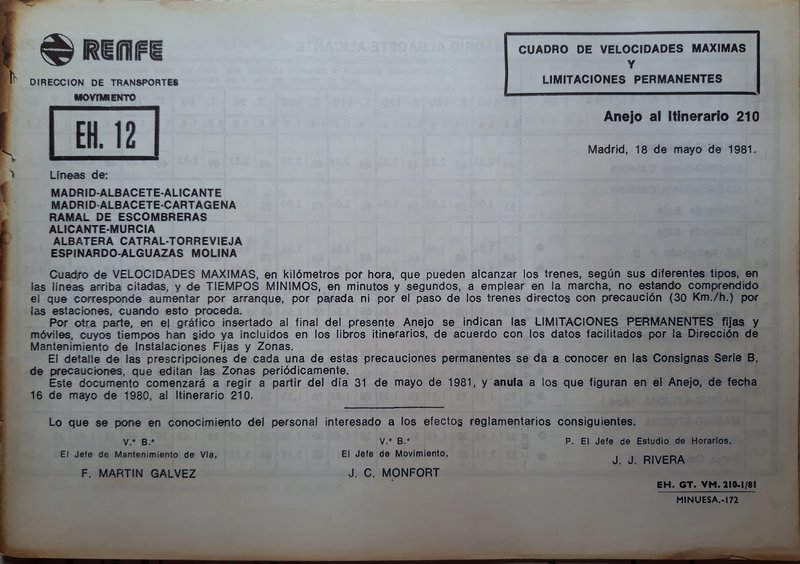 RENFE
DIRECCION DE TRANSPORTES
MOVIMIENTO
EH. 12
CUADRO DE VELOCIDADES MAXIMAS
Y
LIMITACIONES PERMANENTES
Anejo al Itinerario 210
Madrid, 18 de mayo de 1981.
Líneas de:
MADRID-ALBACETE-ALICANTE
MADRID-ALBACETE-CARTAGENA
RAMAL DE ESCOMBRERAS
ALICANTE-MURCIA
ALBATERA CATRAL-TORREVIEJA
ESPINARDO-ALGUAZAS MOLINA
Cuadro de VELOCIDADES MAXIMAS, en kilómetros por hora, que pueden alcanzar los trenes, según sus diferentes tipos, en
las líneas arriba citadas, y de TIEMPOS MINIMOS, en minutos y segundos, a emplear en la marcha, no estando comprendido
el que corresponde aumentar por arranque, por parada ni por el paso de los trenes directos con precaución (30 Km./h.) por
las estaciones, cuando esto proceda.
Por otra parte, en el gráfico insertado al final del presente Anejo se indican las LIMITACIONES PERMANENTES fijas y
móviles, cuyos tiempos han sido ya incluidos en los libros itinerarios, de acuerdo con los datos facilitados por la Dirección de
Mantenimiento de Instalaciones Fijas y Zonas.
El detalle de las prescripciones de cada una de estas precauciones permanentes se da a conocer en las Consignas Serie B,
de precauciones, que editan las Zonas periódicamente.
Este documento comenzará a regir a partir del día 31 de mayo de 1981, y anula a los que figuran en el Anejo, de fecha
16 de mayo de 1980, al Itinerario 210.
Lo que se pone en conocimiento del personal interesado a los efectos reglamentarios consiguientes.
V.° B.°
El Jefe de Mantenimiento de Vía,
F. MARTIN GALVEZ
V.° B.°
El Jefe de Movimiento,
J. C. MONFORT
P. El Jefe de Estudio de Horarios,
J. J. RIVERA
EH. GT. VM. 210-1/81
MINUESA.-172